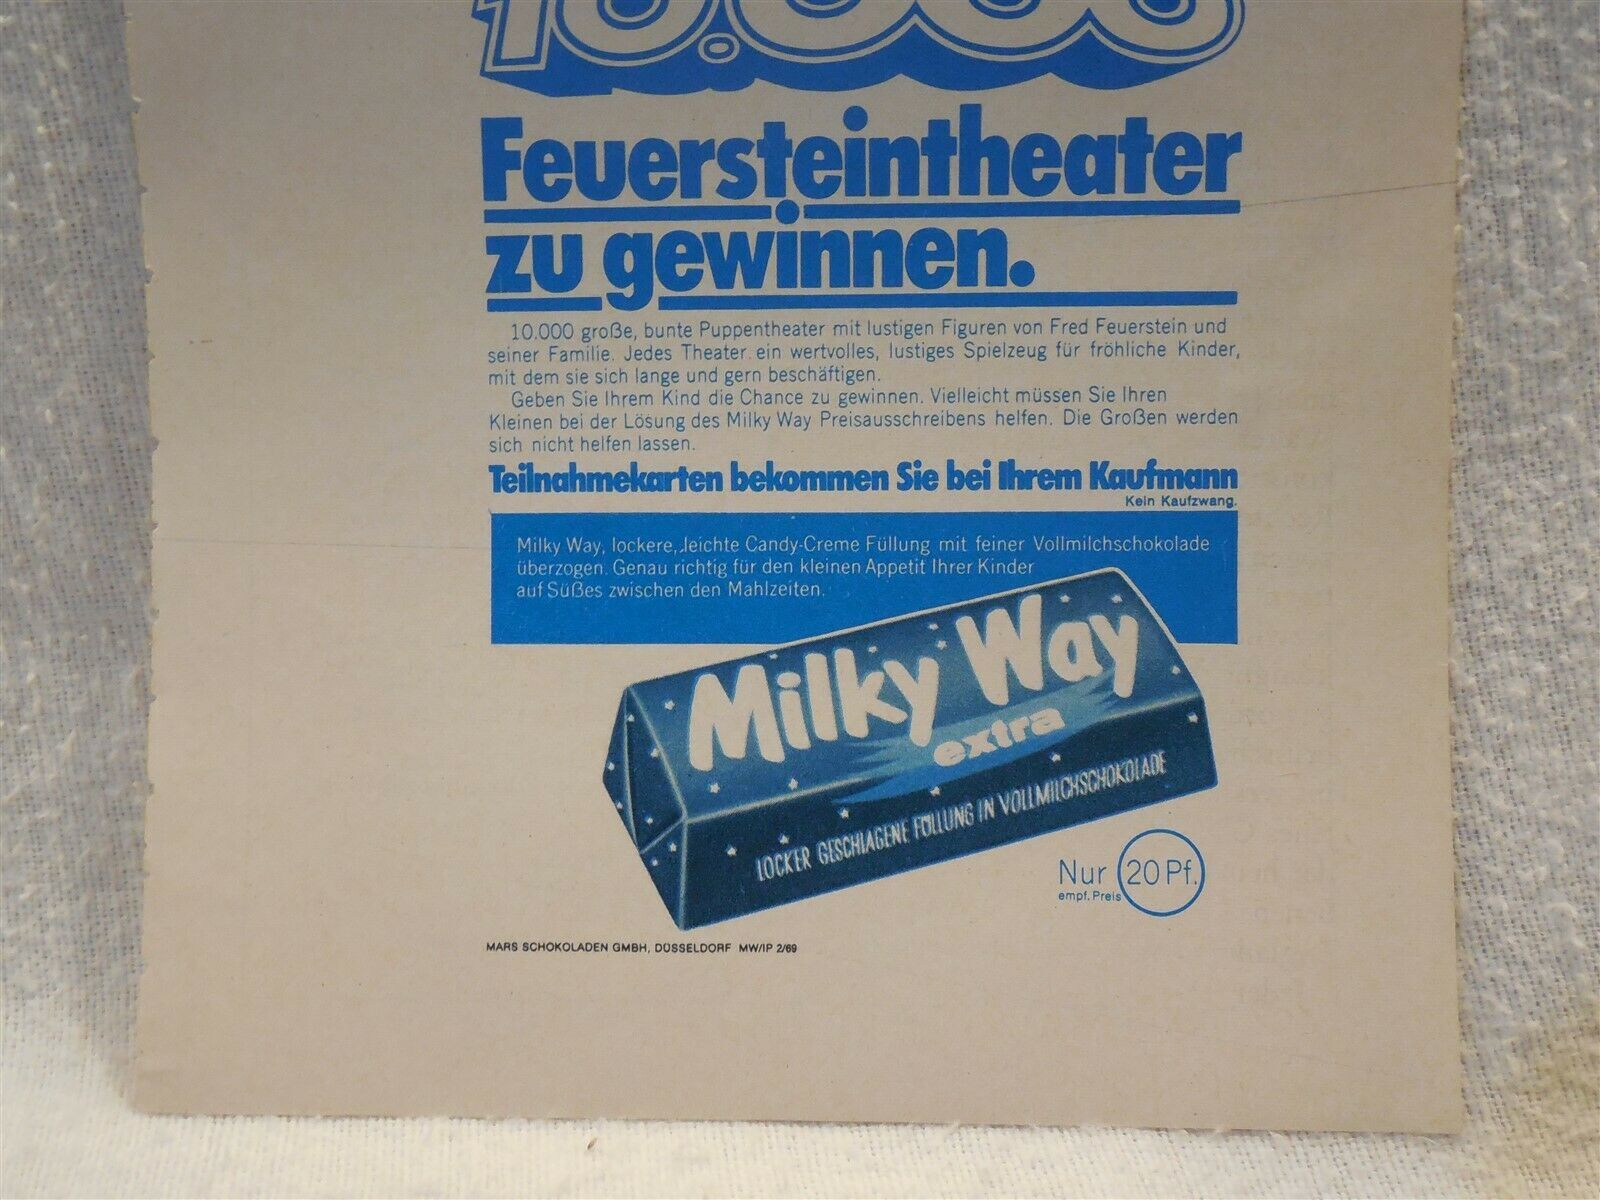 10.000
Feuersteintheater
zu gewinnen.
10.000 große, bunte Puppentheater mit lustigen Figuren von Fred Feuerstein und
seiner Familie. Jedes Theater ein wertvolles, lustiges Spielzeug für fröhliche Kinder,
mit dem sie sich lange und gern beschäftigen.
Geben Sie Ihrem Kind die Chance zu gewinnen. Vielleicht müssen Sie Ihren
Kleinen bei der Lösung des Milky Way Preisausschreibens helfen. Die Großen werden
sich nicht helfen lassen.
Teilnahmekarten bekommen Sie bei Ihrem Kaufmann
Kein Kaufzwang.
Milky Way, lockere, leichte Candy-Creme Füllung mit feiner Vollmilchschokolade
überzogen. Genau richtig für den kleinen Appetit Ihrer Kinder
auf Süßes zwischen den Mahlzeiten.
Milky Way
extra
LOCKER GESCHLAGENE FÜLLUNG IN VOLLMILCHSCHOKOLADE
Nur 20 Pf.
empf. Preis
MARS SCHOKOLADEN GMBH, DÜSSELDORF MW/IP 2/69